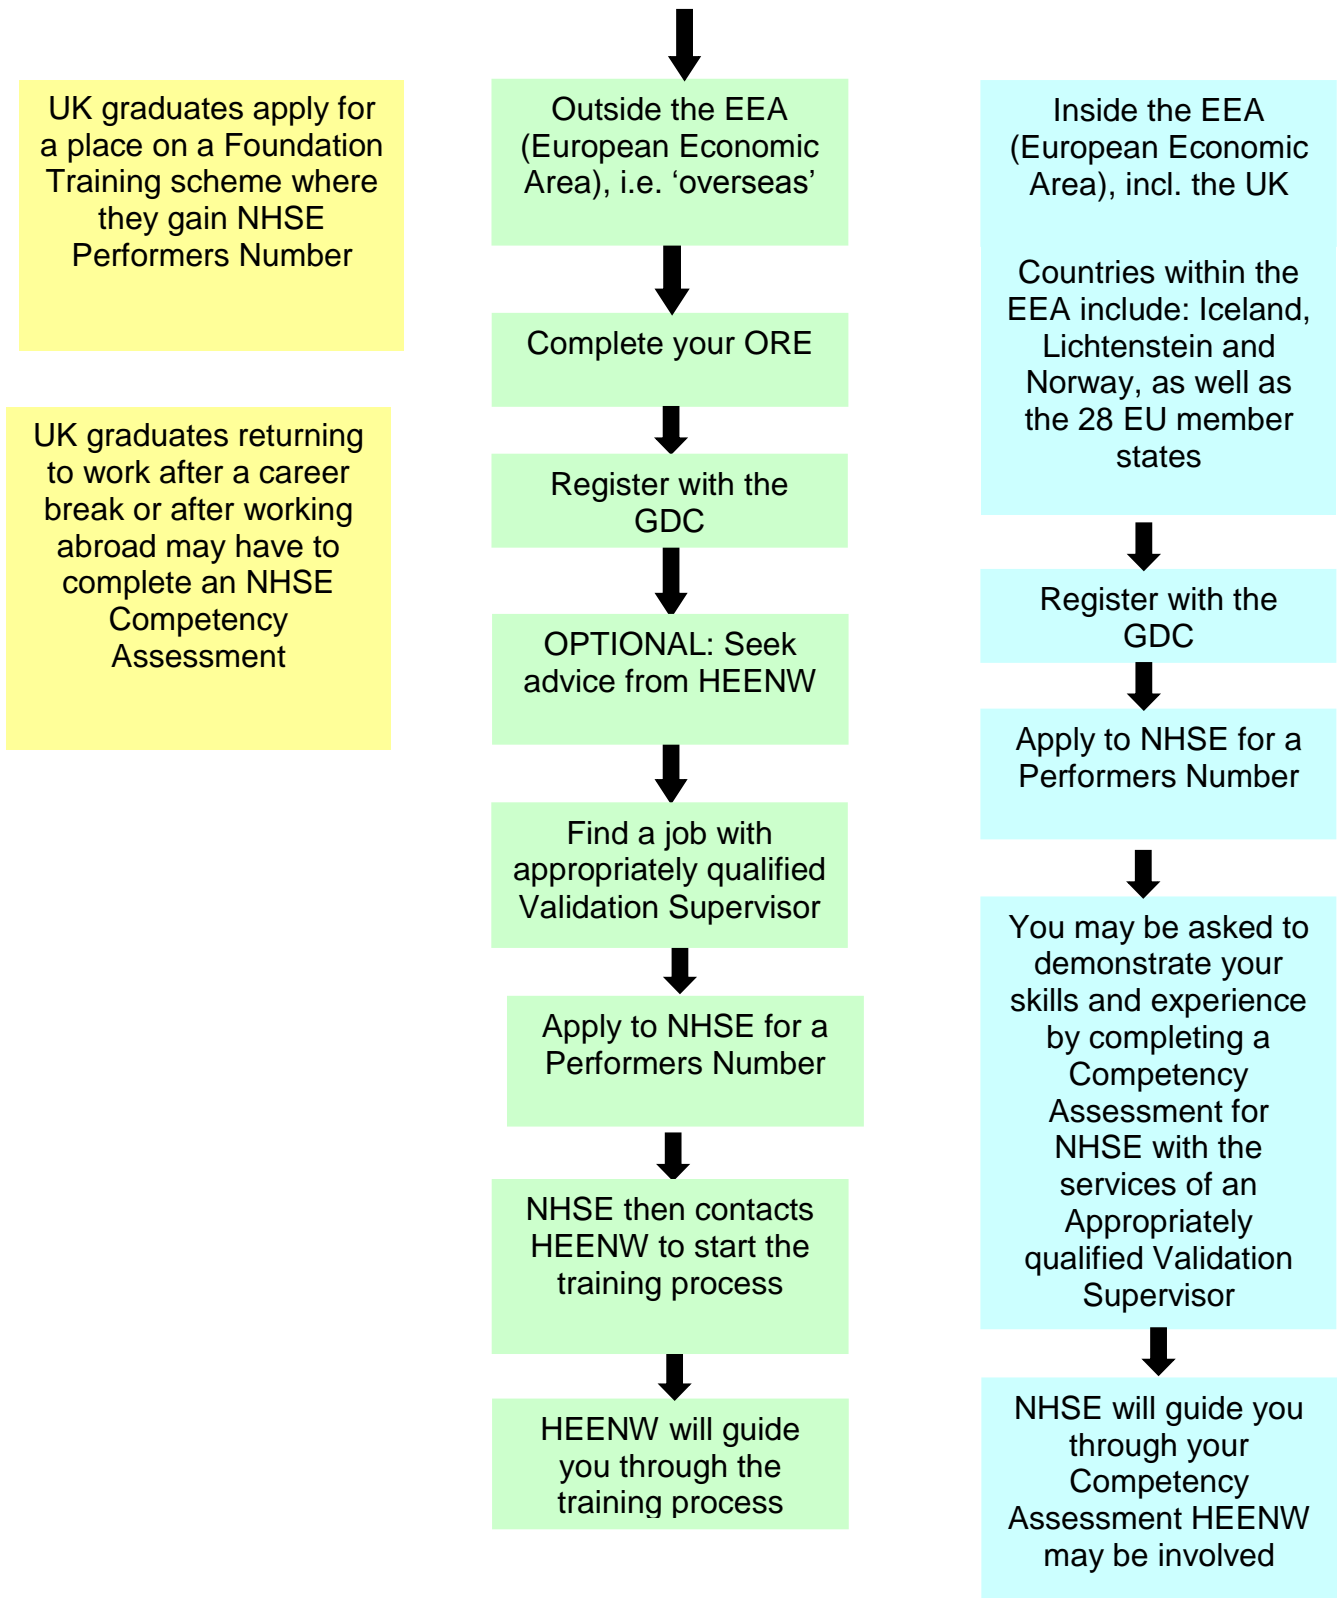 UK graduates apply for
a place on a Foundation
Training scheme where
they gain NHSE
Performers Number
UK graduates returning
to work after a career
break or after working
abroad may have to
complete an NHSE
Competency
Assessment
Outside the EEA
(European Economic
Area), i.e. ‘overseas’
Complete your ORE
Register with the
GDC
OPTIONAL: Seek
advice from HEENW
Find a job with
appropriately qualified
Validation Supervisor
Apply to NHSE for a
Performers Number
NHSE then contacts
HEENW to start the
training process
HEENW will guide
you through the
training process
Inside the EEA
(European Economic
Area), incl. the UK
Countries within the
EEA include: Iceland,
Lichtenstein and
Norway, as well as
the 28 EU member
states
Register with the
GDC
Apply to NHSE for a
Performers Number
You may be asked to
demonstrate your
skills and experience
by completing a
Competency
Assessment for
NHSE with the
services of an
Appropriately
qualified Validation
Supervisor
NHSE will guide you
through your
Competency
Assessment HEENW
may be involved